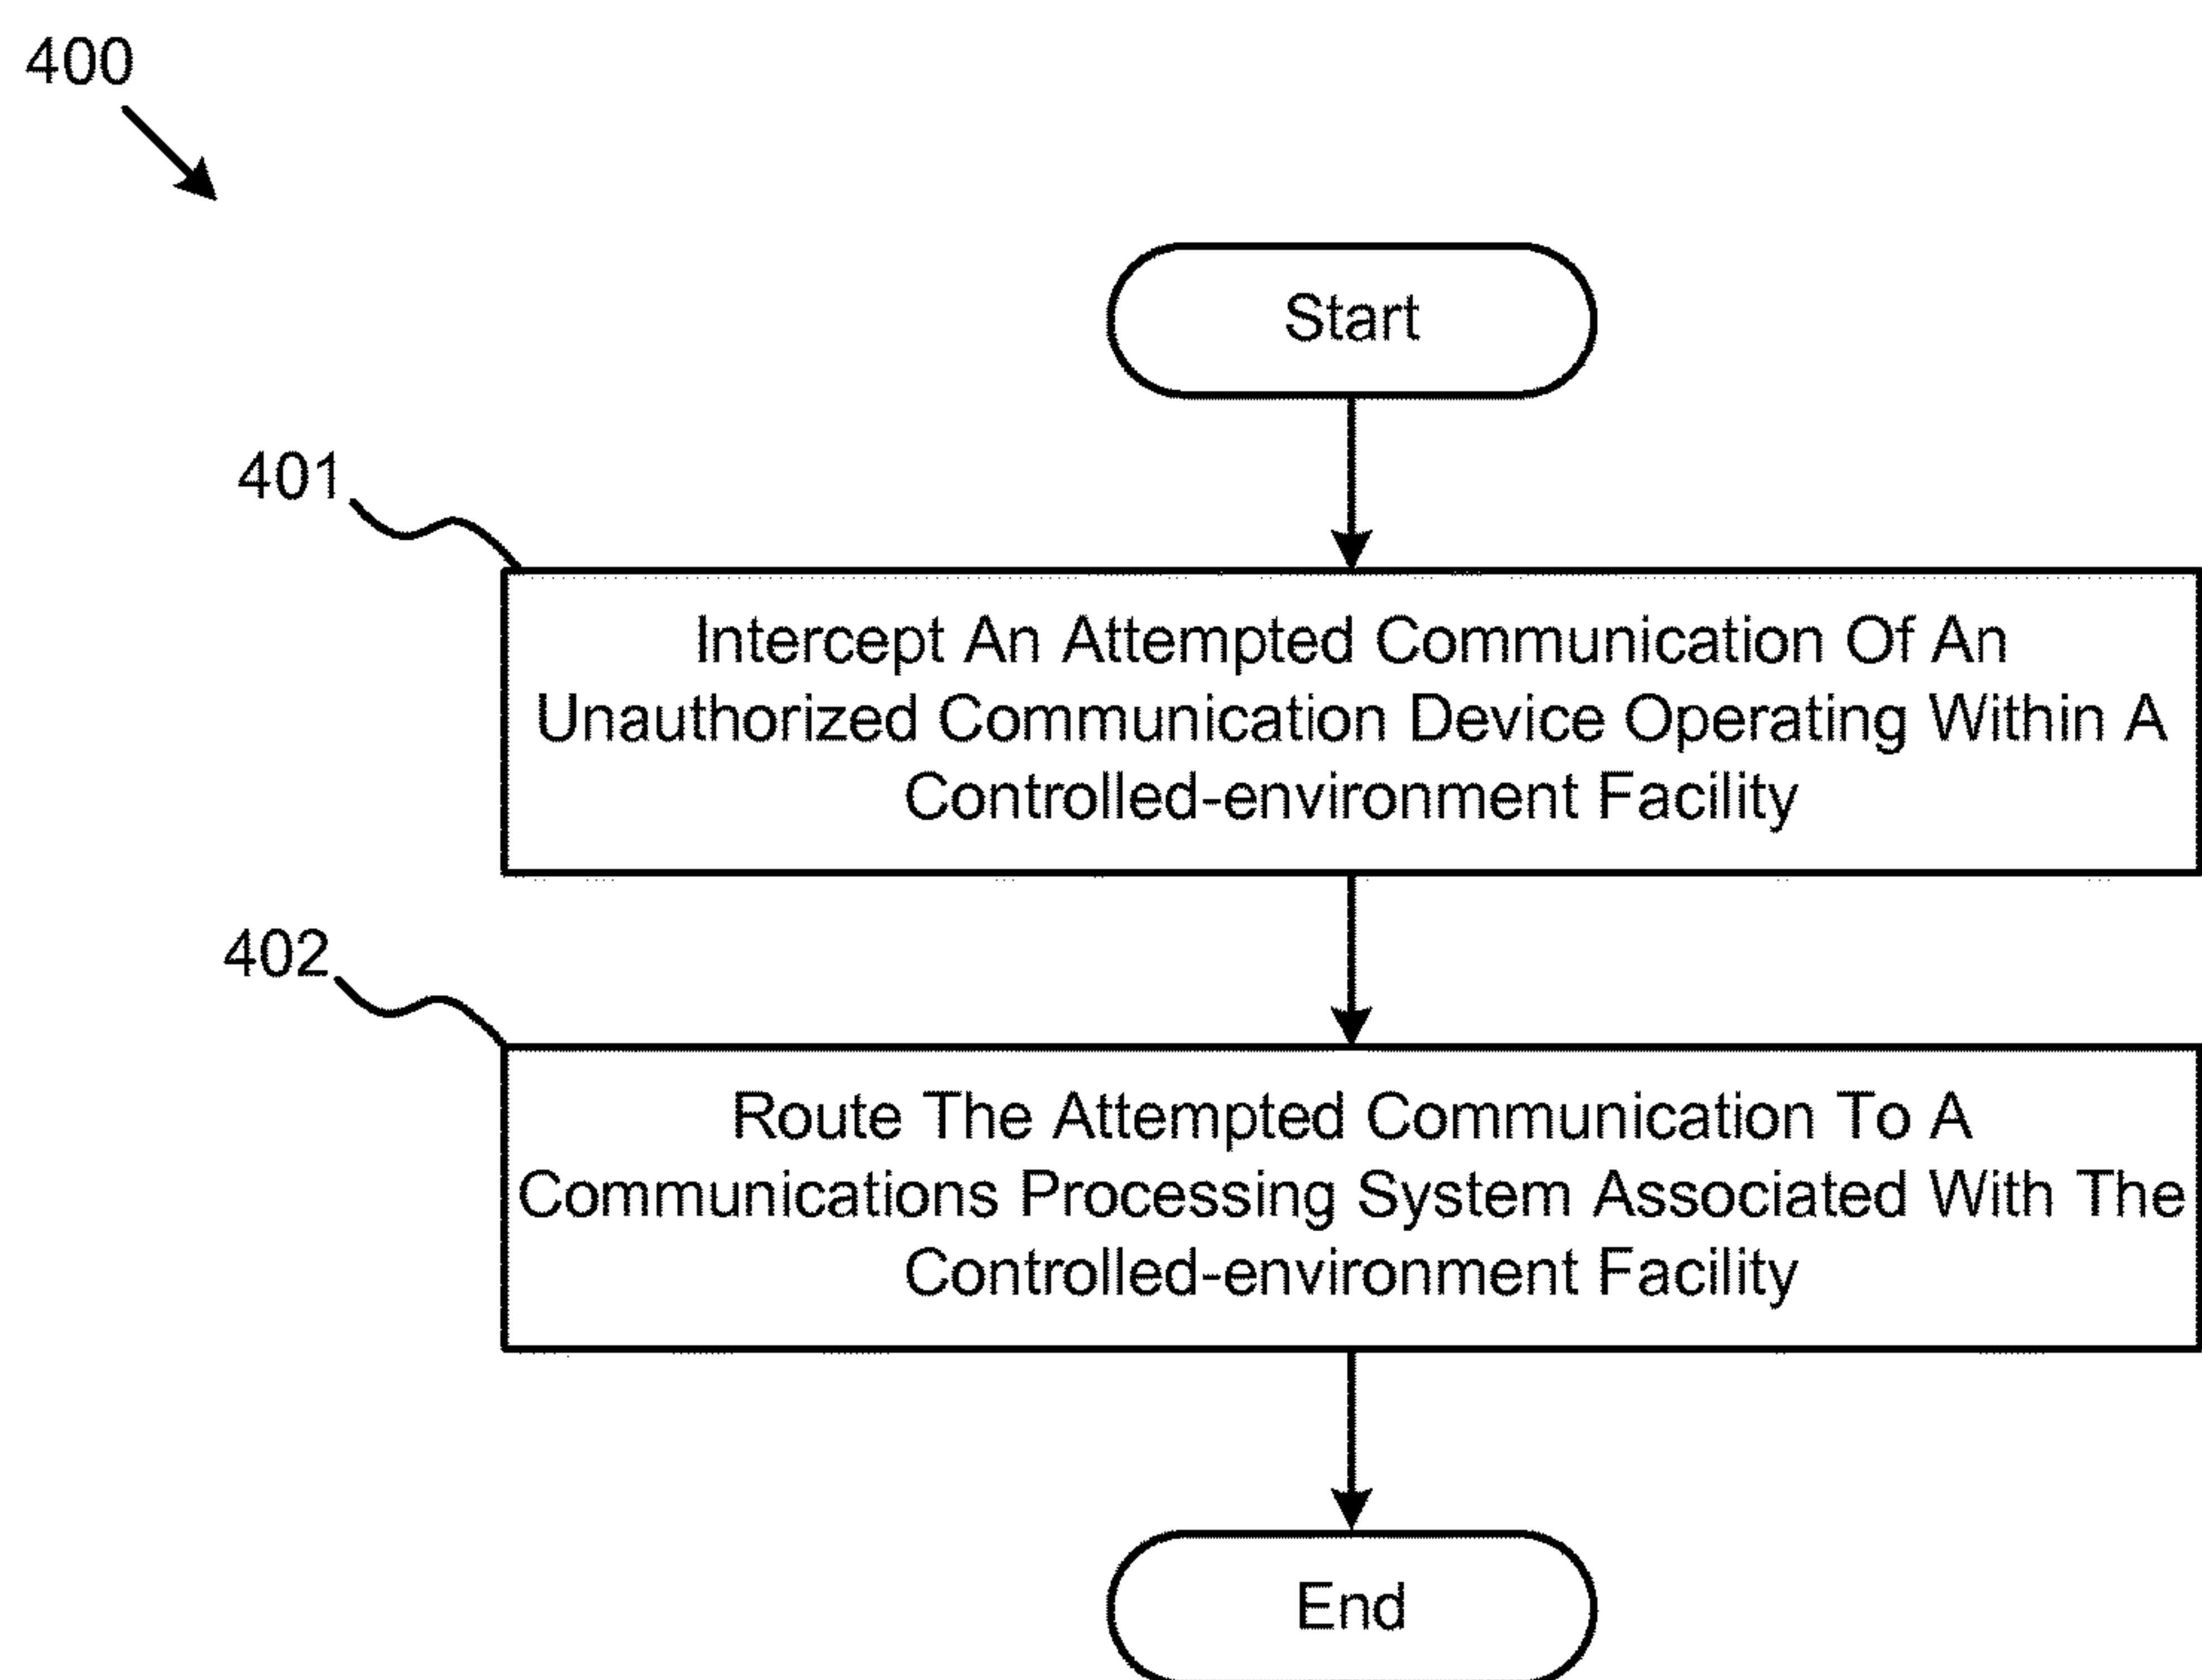 400
Start
401
Intercept An Attempted Communication Of An
Unauthorized Communication Device Operating Within A
Controlled-environment Facility
402
Route The Attempted Communication To A
Communications Processing System Associated With The
Controlled-environment Facility
End